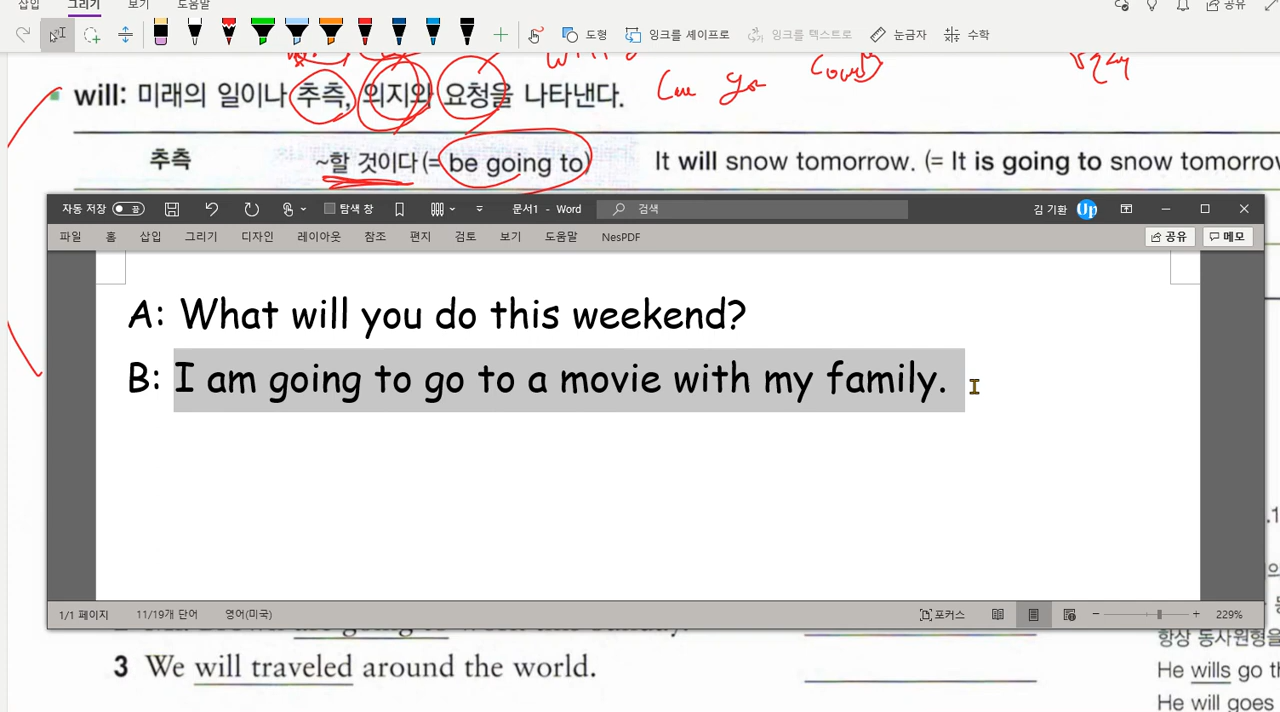 삽입 그리기 보기 도움말 공유
도형 잉크를 셰이프로 잉크를 텍스트로 눈금자 수학
Can you
will: 미래의 일이나 추측, 의지와 요청을 나타낸다.
추측 ~할 것이다 (= be going to) It will snow tomorrow. (= It is going to snow tomorrow
자동 저장 끔 탐색 창 문서1 - Word 검색 김 기환 Up
파일 홈 삽입 그리기 디자인 레이아웃 참조 편지 검토 보기 도움말 NesPDF 공유 메모
A: What will you do this weekend?
B: I am going to go to a movie with my family.
1/1 페이지 11/19개 단어 영어(미국) 포커스 229%
항상 동사원형을
3 We will traveled around the world.
He wills go
He will goes